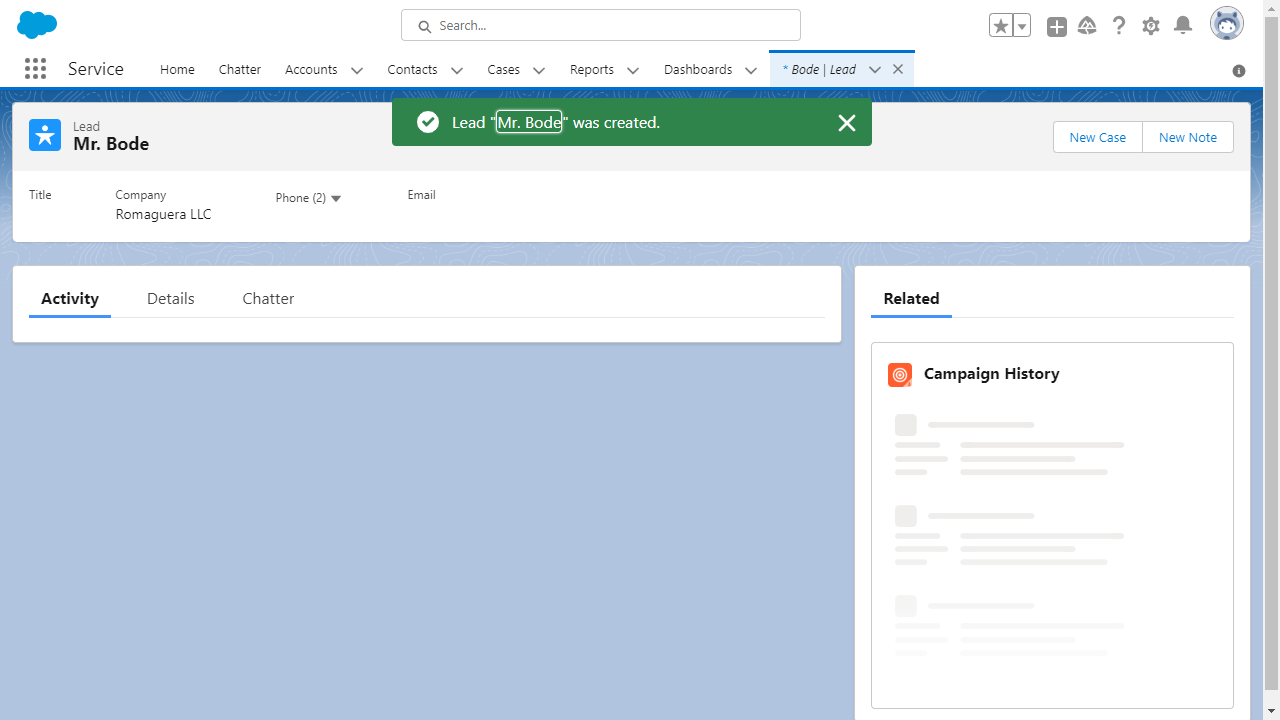 Search...
Service
Home
Chatter
Accounts
Contacts
Cases
Reports
Dashboards
* Bode | Lead
Lead "Mr. Bode" was created.
Lead
Mr. Bode
New Case
New Note
Title
Company
Phone (2)
Email
Romaguera LLC
Activity
Details
Chatter
Related
Campaign History